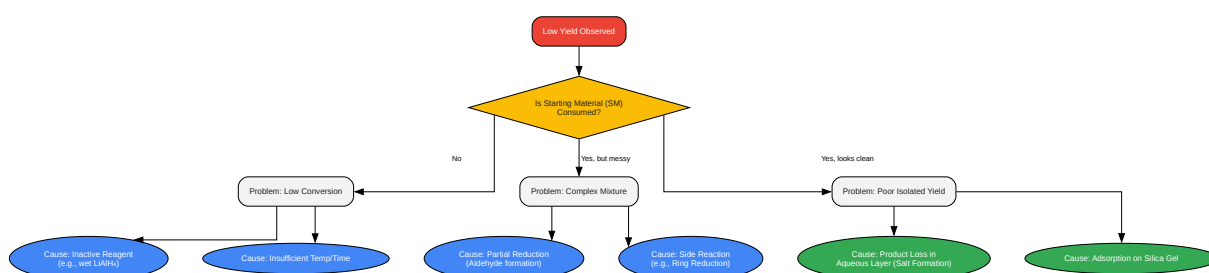 Low Yield Observed
Is Starting Material (SM)
Consumed?
No
Yes, but messy
Yes, looks clean
Problem: Low Conversion
Problem: Complex Mixture
Problem: Poor Isolated Yield
Cause: Inactive Reagent
(e.g., wet LiAlH₄)
Cause: Insufficient Temp/Time
Cause: Partial Reduction
(Aldehyde formation)
Cause: Side Reaction
(e.g., Ring Reduction)
Cause: Product Loss in
Aqueous Layer (Salt Formation)
Cause: Adsorption on Silica Gel